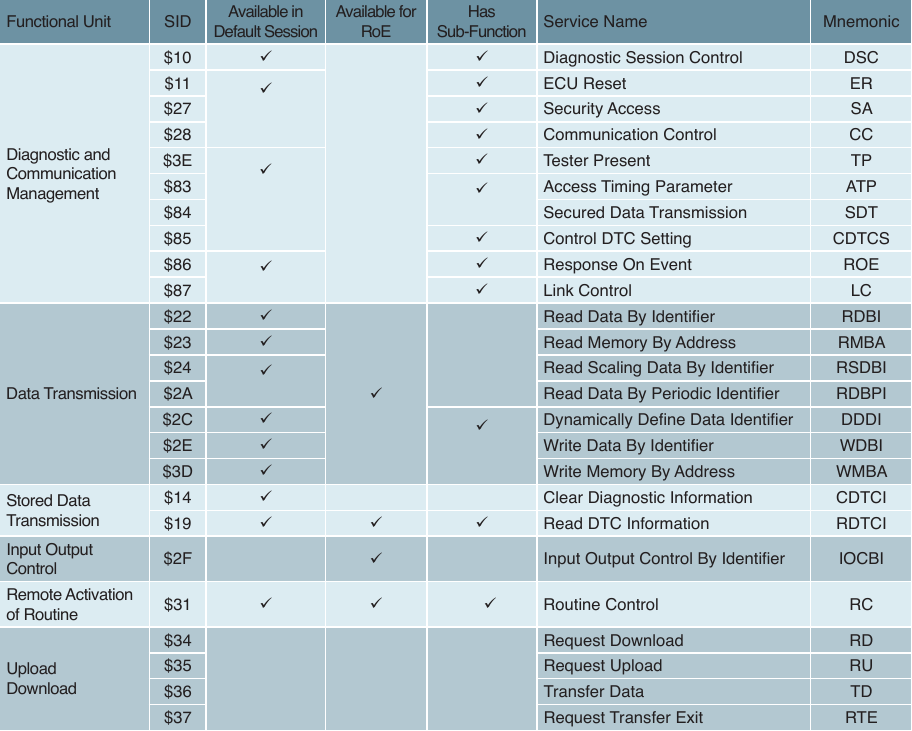 Functional Unit SID Available in Default Session Available for RoE Has Sub-Function Service Name Mnemonic
Diagnostic and Communication Management
$10 ✓ ✓ Diagnostic Session Control DSC
$11 ✓ ✓ ECU Reset ER
$27 ✓ Security Access SA
$28 ✓ Communication Control CC
$3E ✓ ✓ Tester Present TP
$83 ✓ Access Timing Parameter ATP
$84 Secured Data Transmission SDT
$85 ✓ Control DTC Setting CDTCS
$86 ✓ ✓ Response On Event ROE
$87 ✓ Link Control LC
Data Transmission
$22 ✓ Read Data By Identifier RDBI
$23 ✓ Read Memory By Address RMBA
$24 ✓ Read Scaling Data By Identifier RSDBI
$2A ✓ Read Data By Periodic Identifier RDBPI
$2C ✓ ✓ Dynamically Define Data Identifier DDDI
$2E ✓ Write Data By Identifier WDBI
$3D ✓ Write Memory By Address WMBA
Stored Data Transmission
$14 ✓ Clear Diagnostic Information CDTCI
$19 ✓ ✓ ✓ Read DTC Information RDTCI
Input Output Control
$2F ✓ Input Output Control By Identifier IOCBI
Remote Activation of Routine
$31 ✓ ✓ ✓ Routine Control RC
Upload Download
$34 Request Download RD
$35 Request Upload RU
$36 Transfer Data TD
$37 Request Transfer Exit RTE